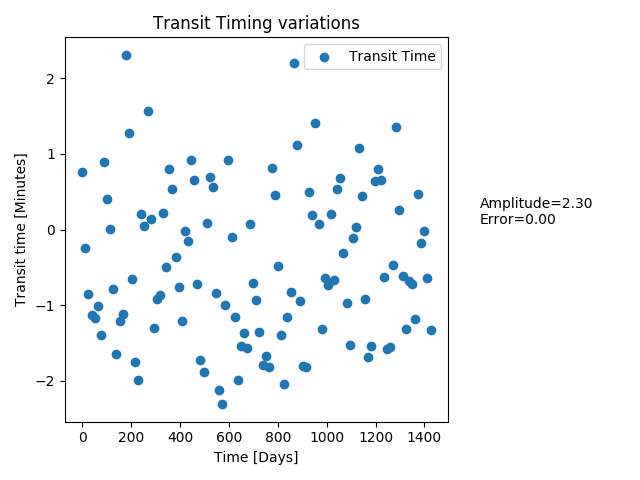 Transit Timing variations
Transit Time
2
1
0
−1
−2
Transit time [Minutes]
0 200 400 600 800 1000 1200 1400
Time [Days]
Amplitude=2.30
Error=0.00